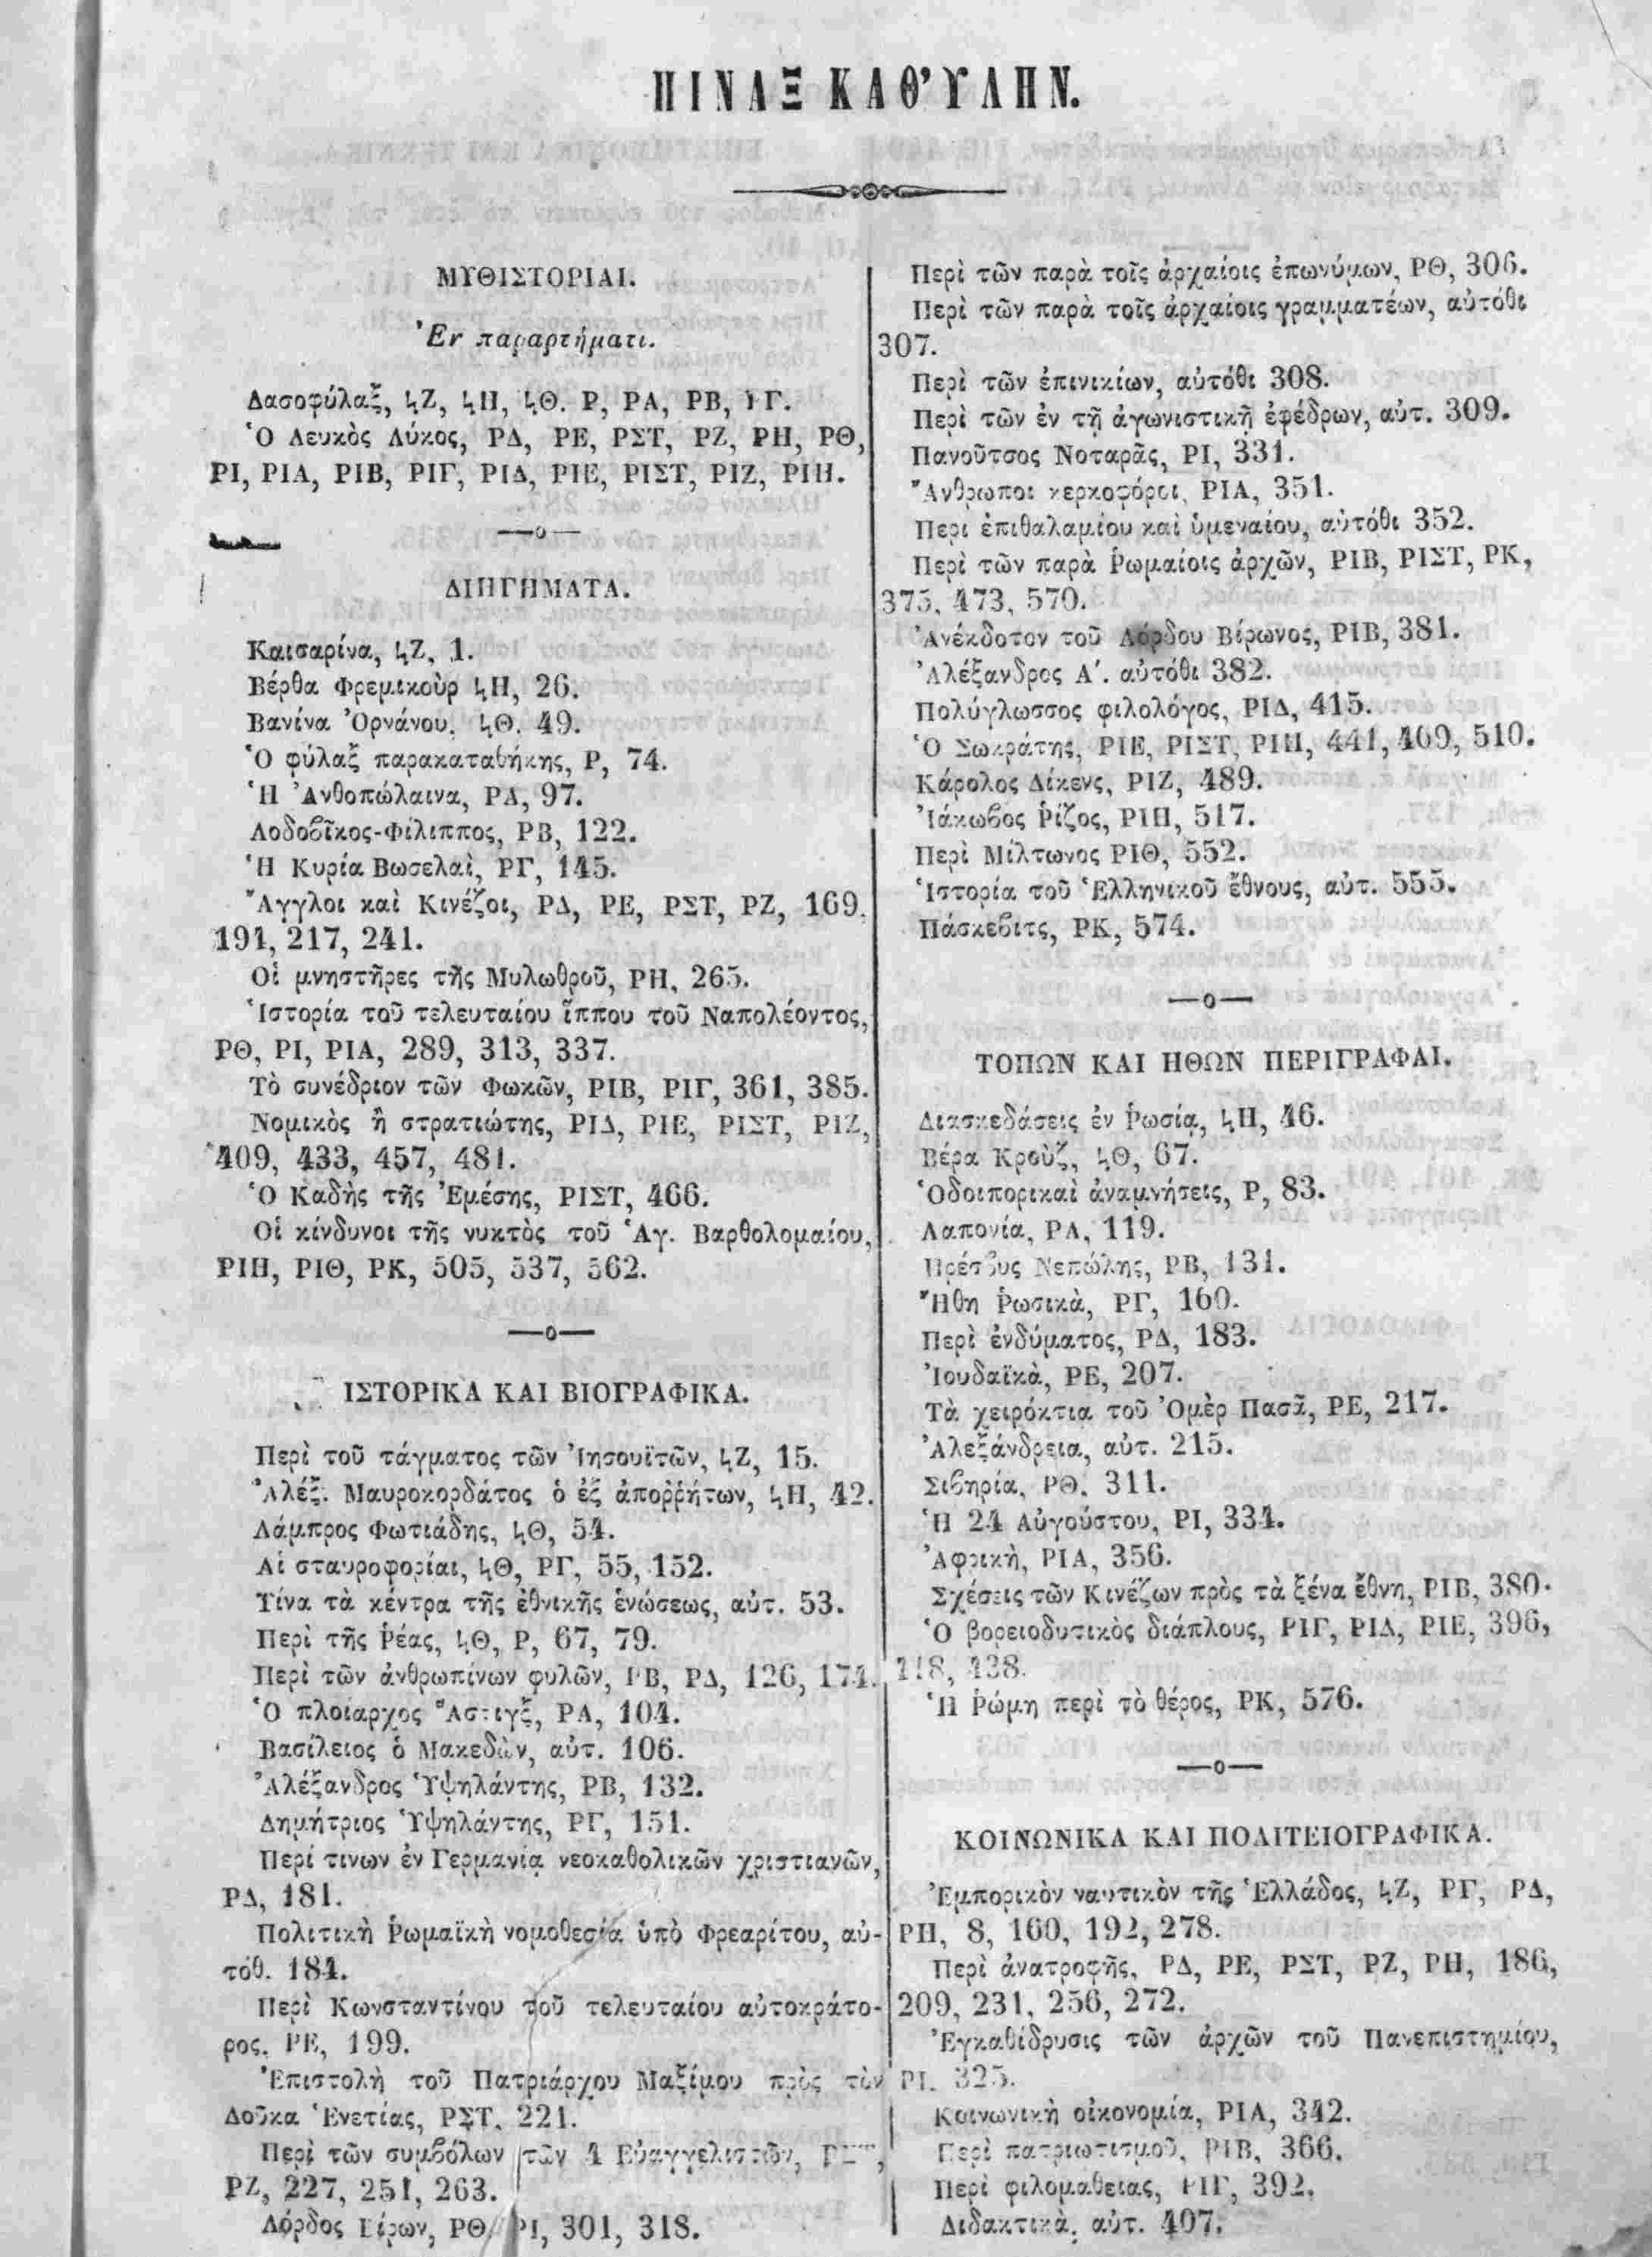 ΠΙΝΑΞ ΚΑΘ’ ΥΛΗΝ.
ΜΥΘΙΣΤΟΡΙΑΙ.
Ἐν παραρτήματι.
Δασοφύλαξ, ϟΖ, ϟΗ, ϟΘ. Ρ, ΡΑ, ΡΒ, ΡΓ.
Ὁ Λευκὸς Λύκος, ΡΔ, ΡΕ, ΡΣΤ, ΡΖ, ΡΗ, ΡΘ,
ΡΙ, ΡΙΑ, ΡΙΒ, ΡΙΓ, ΡΙΔ, ΡΙΕ, ΡΙΣΤ, ΡΙΖ, ΡΙΗ.
ΔΙΗΓΗΜΑΤΑ.
Καισαρίνα, ϟΖ, 1.
Βέρθα Φρεμικοὺρ ϟΗ, 26.
Βανίνα Ὀρνάνου, ϟΘ. 49.
Ὁ φύλαξ παρακαταθήκης, Ρ, 74.
Ἡ Ἀνθοπώλαινα, ΡΑ, 97.
Λοδοβῖκος-Φίλιππος, ΡΒ, 122.
Ἡ Κυρία Βωσελαὶ, ΡΓ, 145.
Ἄγγλοι καὶ Κινέζοι, ΡΔ, ΡΕ, ΡΣΤ, ΡΖ, 169,
191, 217, 241.
Οἱ μνηστῆρες τῆς Μυλωθροῦ, ΡΗ, 265.
Ἱστορία τοῦ τελευταίου ἵππου τοῦ Ναπολέοντος,
ΡΘ, ΡΙ, ΡΙΑ, 289, 313, 337.
Τὸ συνέδριον τῶν Φωκῶν, ΡΙΒ, ΡΙΓ, 361, 385.
Νομικὸς ἢ στρατιώτης, ΡΙΔ, ΡΙΕ, ΡΙΣΤ, ΡΙΖ,
409, 433, 457, 481.
Ὁ Καδὴς τῆς Ἐμέσης, ΡΙΣΤ, 466.
Οἱ κίνδυνοι τῆς νυκτὸς τοῦ Ἁγ. Βαρθολομαίου,
ΡΙΗ, ΡΙΘ, ΡΚ, 505, 537, 562.
ΙΣΤΟΡΙΚΑ ΚΑΙ ΒΙΟΓΡΑΦΙΚΑ.
Περὶ τοῦ τάγματος τῶν Ἰησουϊτῶν, ϟΖ, 15.
Ἀλέξ. Μαυροκορδάτος ὁ ἐξ ἀποῤῥήτων, ϟΗ, 42.
Λάμπρος Φωτιάδης, ϟΘ, 54.
Αἱ σταυροφορίαι, ϟΘ, ΡΓ, 55, 152.
Τίνα τὰ κέντρα τῆς ἐθνικῆς ἑνώσεως, αὐτ. 53.
Περὶ τῆς Ῥέας, ϟΘ, Ρ, 67, 79.
Περὶ τῶν ἀνθρωπίνων φυλῶν, ΡΒ, ΡΔ, 126, 174.
Ὁ πλοίαρχος Ἄστιγξ, ΡΑ, 104.
Βασίλειος ὁ Μακεδὼν, αὐτ. 106.
Ἀλέξανδρος Ὑψηλάντης, ΡΒ, 132.
Δημήτριος Ὑψηλάντης, ΡΓ, 151.
Περί τινων ἐν Γερμανίᾳ νεοκαθολικῶν χριστιανῶν,
ΡΔ, 181.
Πολιτικὴ Ῥωμαϊκὴ νομοθεσία ὑπὸ Φρεαρίτου, αὐ-
τόθ. 184.
Περὶ Κωνσταντίνου τοῦ τελευταίου αὐτοκράτο-
ρος, ΡΕ, 199.
Ἐπιστολὴ τοῦ Πατριάρχου Μαξίμου πρὸς τὸν
Δοῦκα Ἑνετίας, ΡΣΤ, 221.
Περὶ τῶν συμβόλων τῶν 4 Εὐαγγελιστῶν,
ΡΖ, 227, 251, 263.
Λόρδος Βίρων, ΡΘ, ΡΙ, 301, 318.
Περὶ τῶν παρὰ τοῖς ἀρχαίοις ἐπωνύμων, ΡΘ, 306.
Περὶ τῶν παρὰ τοῖς ἀρχαίοις γραμματέων, αὐτόθι
307.
Περὶ τῶν ἐπινικίων, αὐτόθι 308.
Περὶ τῶν ἐν τῇ ἀγωνιστικῇ ἐφέδρων, αὐτ. 309.
Πανοῦτσος Νοταρᾶς, ΡΙ, 331.
Ἄνθρωποι κερκοφόροι, ΡΙΑ, 351.
Περὶ ἐπιθαλαμίου καὶ ὑμεναίου, αὐτόθι 352.
Περὶ τῶν παρὰ Ῥωμαίοις ἀρχῶν, ΡΙΒ, ΡΙΣΤ, ΡΚ,
375, 473, 570.
Ἀνέκδοτον τοῦ Λόρδου Βίρωνος, ΡΙΒ, 381.
Ἀλέξανδρος Α΄. αὐτόθι 382.
Πολύγλωσσος φιλολόγος, ΡΙΔ, 415.
Ὁ Σωκράτης, ΡΙΕ, ΡΙΣΤ, ΡΙΗ, 441, 469, 510.
Κάρολος Δίκενς, ΡΙΖ, 489.
Ἰάκωβος Ῥίζος, ΡΙΗ, 517.
Περὶ Μίλτωνος ΡΙΘ, 552.
Ἱστορία τοῦ Ἑλληνικοῦ ἔθνους, αὐτ. 555.
Πάσκεβιτς, ΡΚ, 574.
ΤΟΠΩΝ ΚΑΙ ΗΘΩΝ ΠΕΡΙΓΡΑΦΑΙ.
Διασκεδάσεις ἐν Ῥωσίᾳ, ϟΗ, 46.
Βέρα Κροὺζ, ϟΘ, 67.
Ὁδοιπορικαὶ ἀναμνήσεις, Ρ, 83.
Λαπονία, ΡΑ, 119.
Πρέσβυς Νεπώλης, ΡΒ, 131.
Ἤθη Ῥωσικὰ, ΡΓ, 160.
Περὶ ἐνδύματος, ΡΔ, 183.
Ἰουδαϊκὰ, ΡΕ, 207.
Τὰ χειρόκτια τοῦ Ὀμὲρ Πασᾶ, ΡΕ, 217.
Ἀλεξάνδρεια, αὐτ. 215.
Σιβηρία, ΡΘ. 311.
Ἡ 24 Αὐγούστου, ΡΙ, 334.
Ἀφρικὴ, ΡΙΑ, 356.
Σχέσεις τῶν Κινέζων πρὸς τὰ ξένα ἔθνη, ΡΙΒ, 380.
Ὁ βορειοδυτικὸς διάπλους, ΡΙΓ, ΡΙΔ, ΡΙΕ, 396,
418, 438.
Ἡ Ῥώμη περὶ τὸ θέρος, ΡΚ, 576.
ΚΟΙΝΩΝΙΚΑ ΚΑΙ ΠΟΛΙΤΕΙΟΓΡΑΦΙΚΑ.
Ἐμπορικὸν ναυτικὸν τῆς Ἑλλάδος, ϟΖ, ΡΓ, ΡΔ,
ΡΗ, 8, 160, 192, 278.
Περὶ ἀνατροφῆς, ΡΔ, ΡΕ, ΡΣΤ, ΡΖ, ΡΗ, 186,
209, 231, 256, 272.
Ἐγκαθίδρυσις τῶν ἀρχῶν τοῦ Πανεπιστημίου,
ΡΙ. 325.
Κοινωνικὴ οἰκονομία, ΡΙΑ, 342.
Περὶ πατριωτισμοῦ, ΡΙΒ, 366.
Περὶ φιλομαθείας, ΡΙΓ, 392.
Διδακτικὰ, αὐτ. 407.